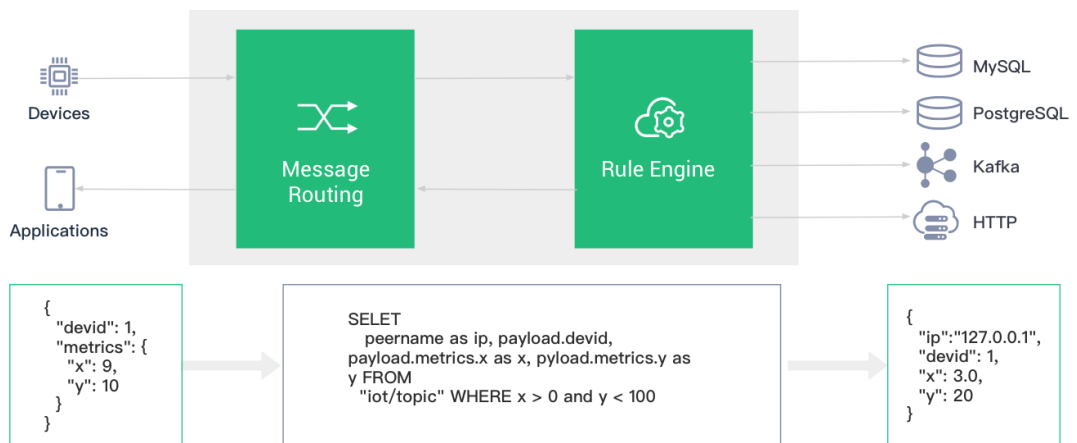 Devices
Applications
Message
Routing
Rule Engine
MySQL
PostgreSQL
Kafka
HTTP
{
"devid": 1,
"metrics": {
"x": 9,
"y": 10
}
}
SELET
peername as ip, payload.devid,
payload.metrics.x as x, pyload.metrics.y as
y FROM
"iot/topic" WHERE x > 0 and y < 100
{
"ip":"127.0.0.1",
"devid": 1,
"x": 3.0,
"y": 20
}